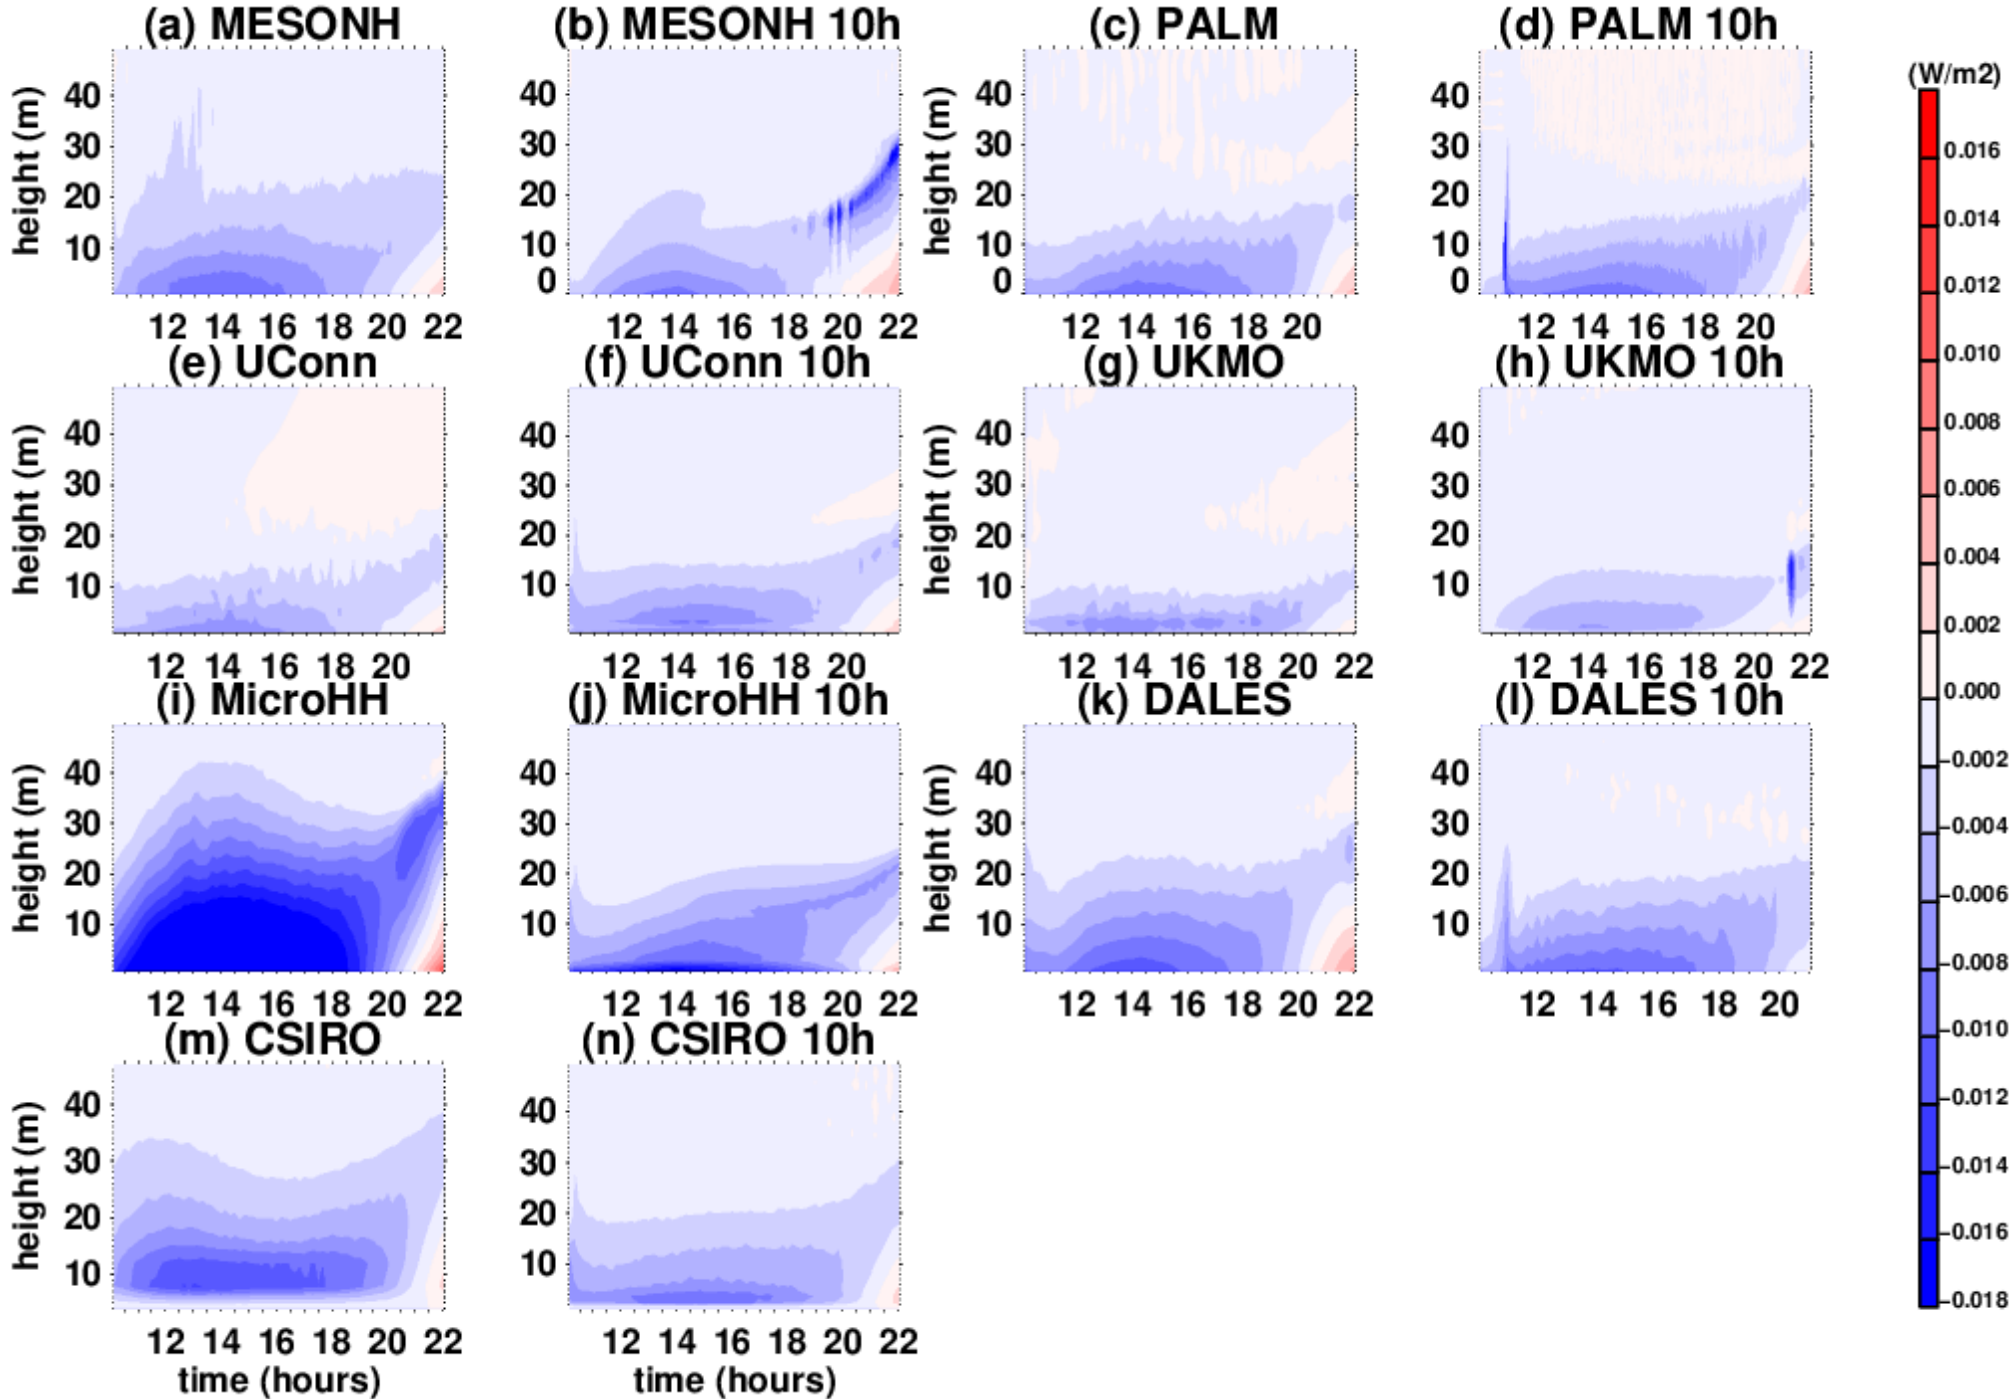 (a) MESONH (b) MESONH 10h (c) PALM (d) PALM 10h
(W/m2)
height (m) 40 30 20 10
40 30 20 10 0
height (m) 40 30 20 10 0
40 30 20 10 0
12 14 16 18 20 22
12 14 16 18 20 22
12 14 16 18 20
12 14 16 18 20
(e) UConn (f) UConn 10h (g) UKMO (h) UKMO 10h
height (m) 40 30 20 10
40 30 20 10
height (m) 40 30 20 10
40 30 20 10
12 14 16 18 20
12 14 16 18 20
12 14 16 18 20 22
12 14 16 18 20 22
(i) MicroHH (j) MicroHH 10h (k) DALES (l) DALES 10h
height (m) 40 30 20 10
40 30 20 10
height (m) 40 30 20 10
40 30 20 10
12 14 16 18 20 22
12 14 16 18 20 22
12 14 16 18 20 22
12 14 16 18 20
(m) CSIRO (n) CSIRO 10h
height (m) 40 30 20 10
40 30 20 10
12 14 16 18 20 22
12 14 16 18 20 22
time (hours) time (hours)
0.016
0.014
0.012
0.010
0.008
0.006
0.004
0.002
0.000
−0.002
−0.004
−0.006
−0.008
−0.010
−0.012
−0.014
−0.016
−0.018